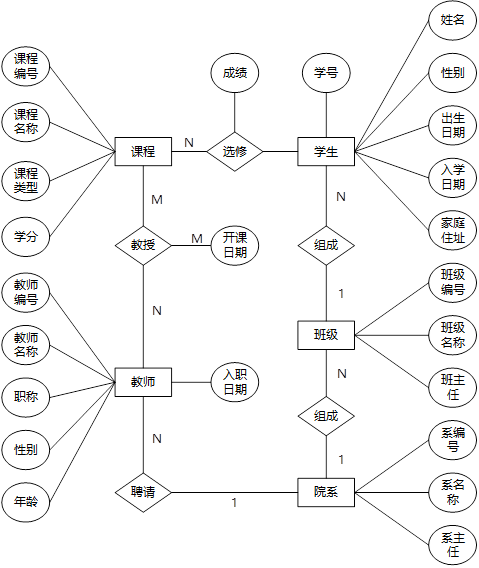 姓名
课程
编号
成绩
学号
性别
课程
名称
出生
日期
课程
N
选修
学生
课程
类型
入学
日期
M
N
学分
教授
M
开课
日期
组成
家庭
住址
教师
编号
1
班级
编号
N
教师
名称
班级
班级
名称
教师
入职
日期
N
班主
任
职称
组成
N
系编
号
性别
1
聘请
1
院系
系名
称
年龄
系主
任